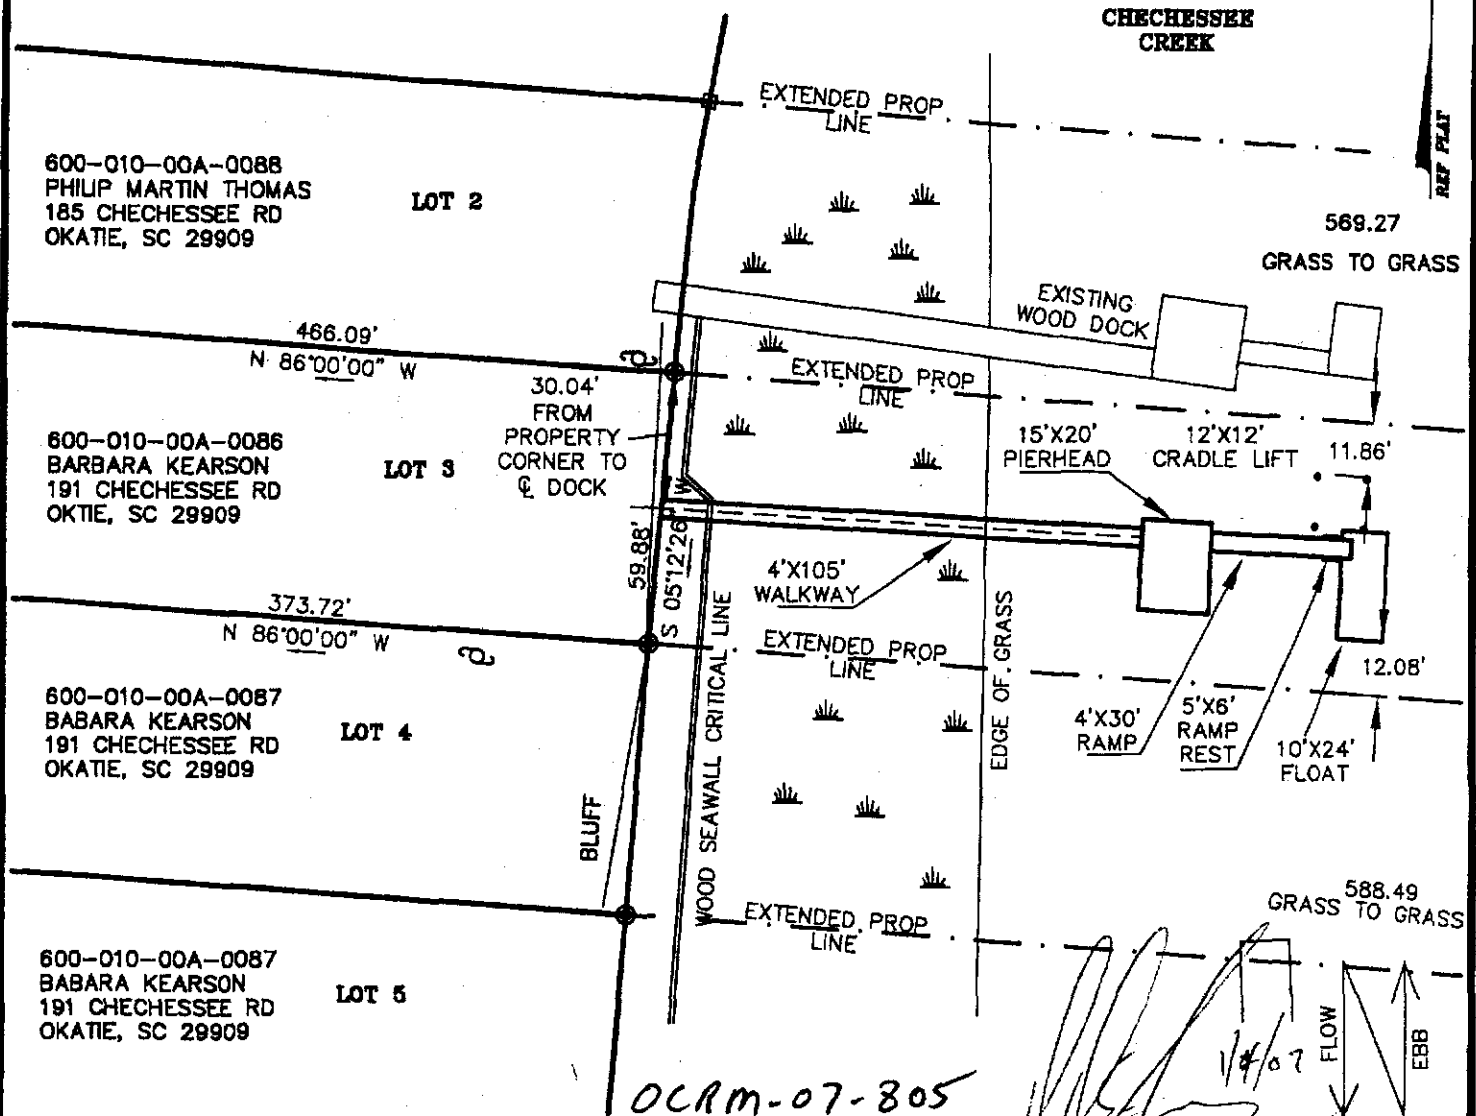 CHECHESSEE
CREEK
REF PLAT
EXTENDED PROP
LINE
600-010-00A-0088
PHILIP MARTIN THOMAS
185 CHECHESSEE RD
OKATIE, SC 29909
LOT 2
569.27
GRASS TO GRASS
EXISTING
WOOD DOCK
466.09'
N 86°00'00" W
EXTENDED PROP
LINE
30.04'
FROM
PROPERTY
CORNER TO
℄ DOCK
600-010-00A-0086
BARBARA KEARSON
191 CHECHESSEE RD
OKTIE, SC 29909
LOT 3
15'X20'
PIERHEAD
12'X12'
CRADLE LIFT
11.86'
59.88'
S 05°12'26" W
4'X105'
WALKWAY
373.72'
N 86°00'00" W
EXTENDED PROP
LINE
12.08'
600-010-00A-0087
BABARA KEARSON
191 CHECHESSEE RD
OKATIE, SC 29909
LOT 4
4'X30'
RAMP
5'X6'
RAMP
REST
10'X24'
FLOAT
BLUFF
WOOD SEAWALL CRITICAL LINE
EDGE OF GRASS
588.49
GRASS TO GRASS
EXTENDED PROP
LINE
600-010-00A-0087
BABARA KEARSON
191 CHECHESSEE RD
OKATIE, SC 29909
LOT 5
FLOW
EBB
OCRM-07-805